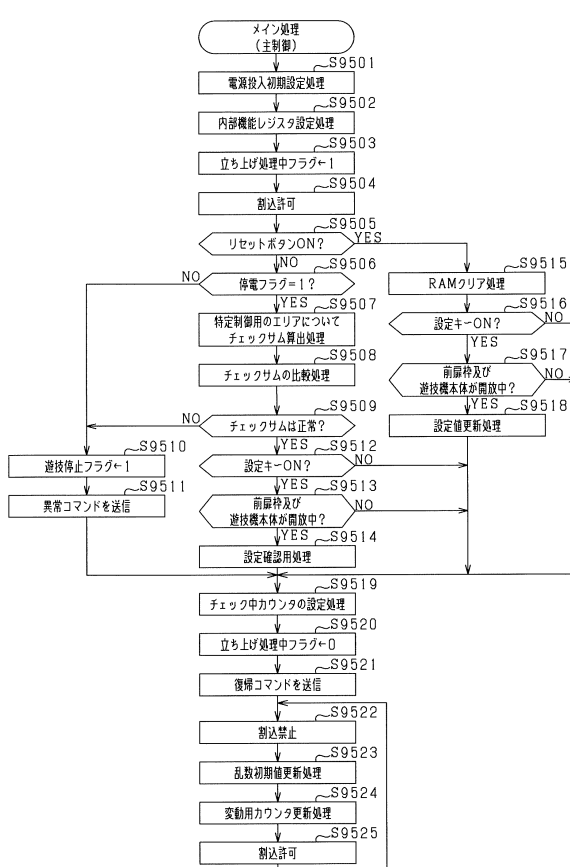 メイン処理
(主制御)
S9501
電源投入初期設定処理
S9502
内部機能レジスタ設定処理
S9503
立ち上げ処理中フラグ←1
S9504
割込許可
S9505
リセットボタンON?
YES
NO
S9506
停電フラグ=1?
NO
YES
S9507
特定制御用のエリアについて
チェックサム算出処理
S9508
チェックサムの比較処理
S9509
チェックサムは正常?
NO
YES
S9510
遊技停止フラグ←1
S9511
異常コマンドを送信
S9512
設定キーON?
NO
YES
S9513
前扉枠及び
遊技機本体が開放中?
NO
YES
S9514
設定確認用処理
S9515
RAMクリア処理
S9516
設定キーON?
NO
YES
S9517
前扉枠及び
遊技機本体が開放中?
NO
YES
S9518
設定値更新処理
S9519
チェック中カウンタの設定処理
S9520
立ち上げ処理中フラグ←0
S9521
復帰コマンドを送信
S9522
割込禁止
S9523
乱数初期値更新処理
S9524
変動用カウンタ更新処理
S9525
割込許可